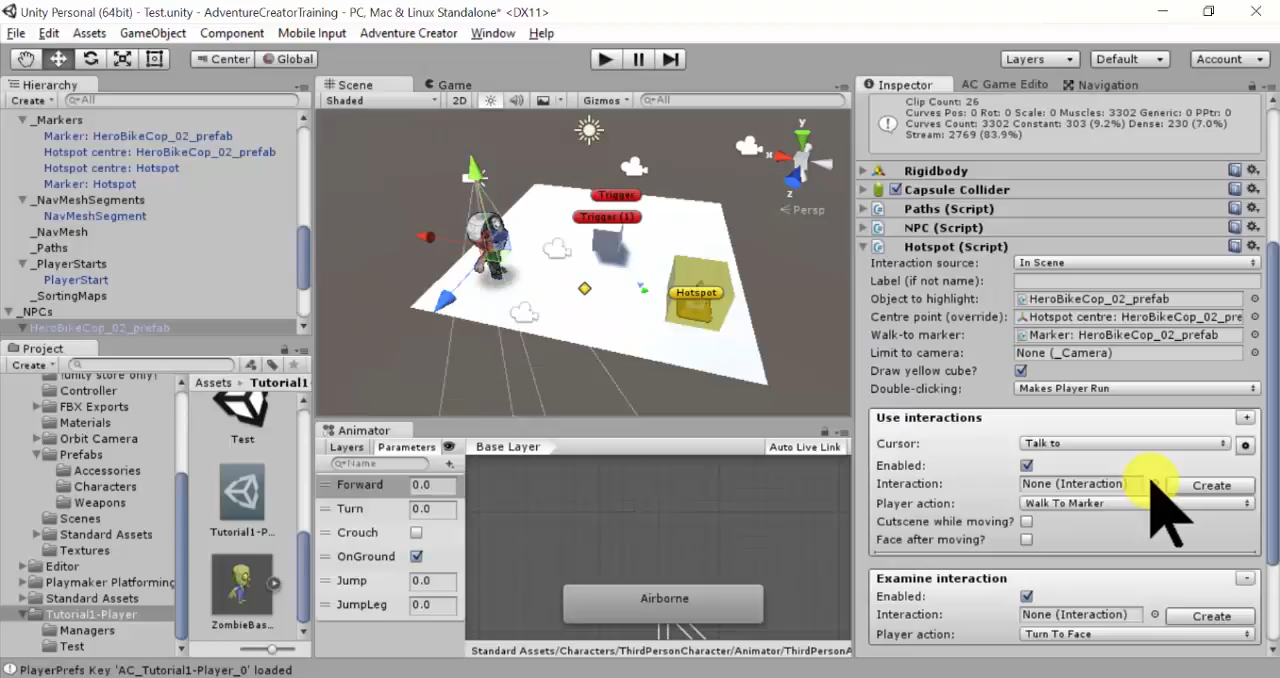 Unity Personal (64bit) - Test.unity - AdventureCreatorTraining - PC, Mac & Linux Standalone* <DX11>
File Edit Assets GameObject Component Mobile Input Adventure Creator Window Help
Center Global Layers Default Account
Hierarchy
Create All
_Markers
Marker: HeroBikeCop_02_prefab
Hotspot centre: HeroBikeCop_02_prefab
Hotspot centre: Hotspot
Marker: Hotspot
_NavMeshSegments
NavMeshSegment
_NavMesh
_Paths
_PlayerStarts
PlayerStart
_SortingMaps
_NPCs
HeroBikeCop_02_prefab
Project
Create
Controller
FBX Exports
Materials
Orbit Camera
Prefabs
Accessories
Characters
Weapons
Scenes
Standard Assets
Textures
Editor
Playmaker Platforming
Standard Assets
Tutorial1-Player
Managers
Test
Assets Tutorial1
Test
Tutorial1-P...
ZombieBas...
Scene Game
Shaded 2D Gizmos All
Trigger
Trigger (1)
Hotspot
y
x
z
Persp
Animator
Layers Parameters Base Layer Auto Live Link
Name
Forward 0.0
Turn 0.0
Crouch
OnGround
Jump 0.0
JumpLeg 0.0
Airborne
Standard Assets/Characters/ThirdPersonCharacter/Animator/ThirdPersonA
Inspector AC Game Edito Navigation
Clip Count: 26
Curves Pos: 0 Rot: 0 Scale: 0 Muscles: 3302 Generic: 0 PPtr: 0
Curves Count: 3302 Constant: 303 (9.2%) Dense: 230 (7.0%)
Stream: 2769 (83.9%)
Rigidbody
Capsule Collider
Paths (Script)
NPC (Script)
Hotspot (Script)
Interaction source: In Scene
Label (if not name):
Object to highlight: HeroBikeCop_02_prefab
Centre point (override): Hotspot centre: HeroBikeCop_02_pre
Walk-to marker: Marker: HeroBikeCop_02_prefab
Limit to camera: None (_Camera)
Draw yellow cube?
Double-clicking: Makes Player Run
Use interactions +
Cursor: Talk to
Enabled:
Interaction: None (Interaction) Create
Player action: Walk To Marker
Cutscene while moving?
Face after moving?
Examine interaction -
Enabled:
Interaction: None (Interaction) Create
Player action: Turn To Face
PlayerPrefs Key 'AC_Tutorial1-Player_0' loaded